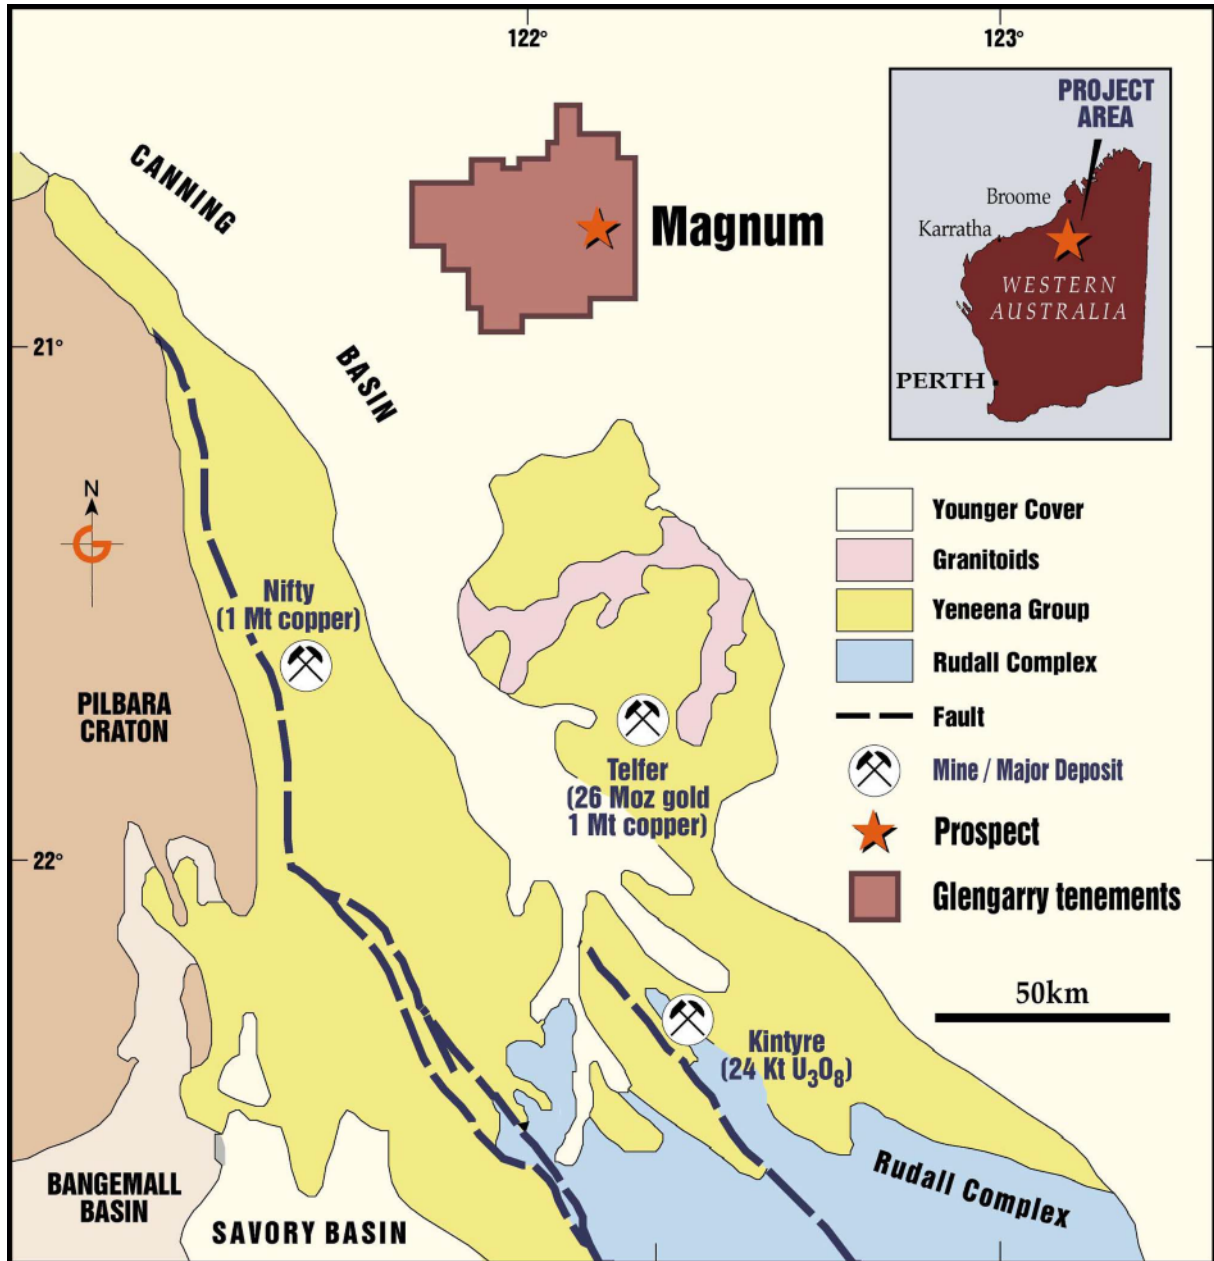 122°
123°
CANNING
BASIN
Magnum
PROJECT
AREA
Broome
Karratha
WESTERN
AUSTRALIA
PERTH
21°
N
Nifty
(1 Mt copper)
PILBARA
CRATON
Telfer
(26 Moz gold
1 Mt copper)
22°
Younger Cover
Granitoids
Yeneena Group
Rudall Complex
Fault
Mine / Major Deposit
Prospect
Glengarry tenements
50km
Kintyre
(24 Kt U₃O₈)
Rudall Complex
BANGEMALL
BASIN
SAVORY BASIN